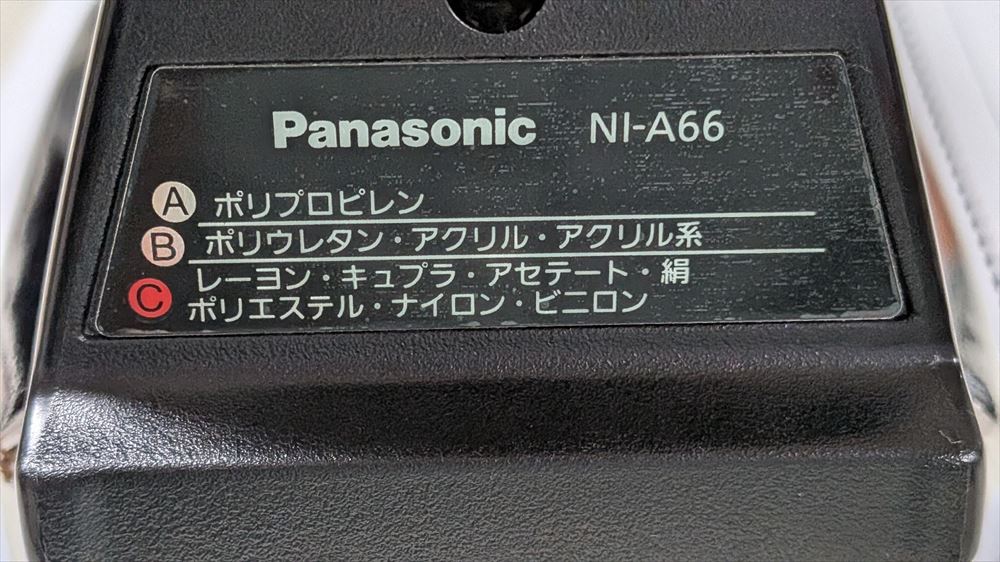 Panasonic NI-A66
A ポリプロピレン
B ポリウレタン・アクリル・アクリル系
レーヨン・キュプラ・アセテート・絹
C ポリエステル・ナイロン・ビニロン